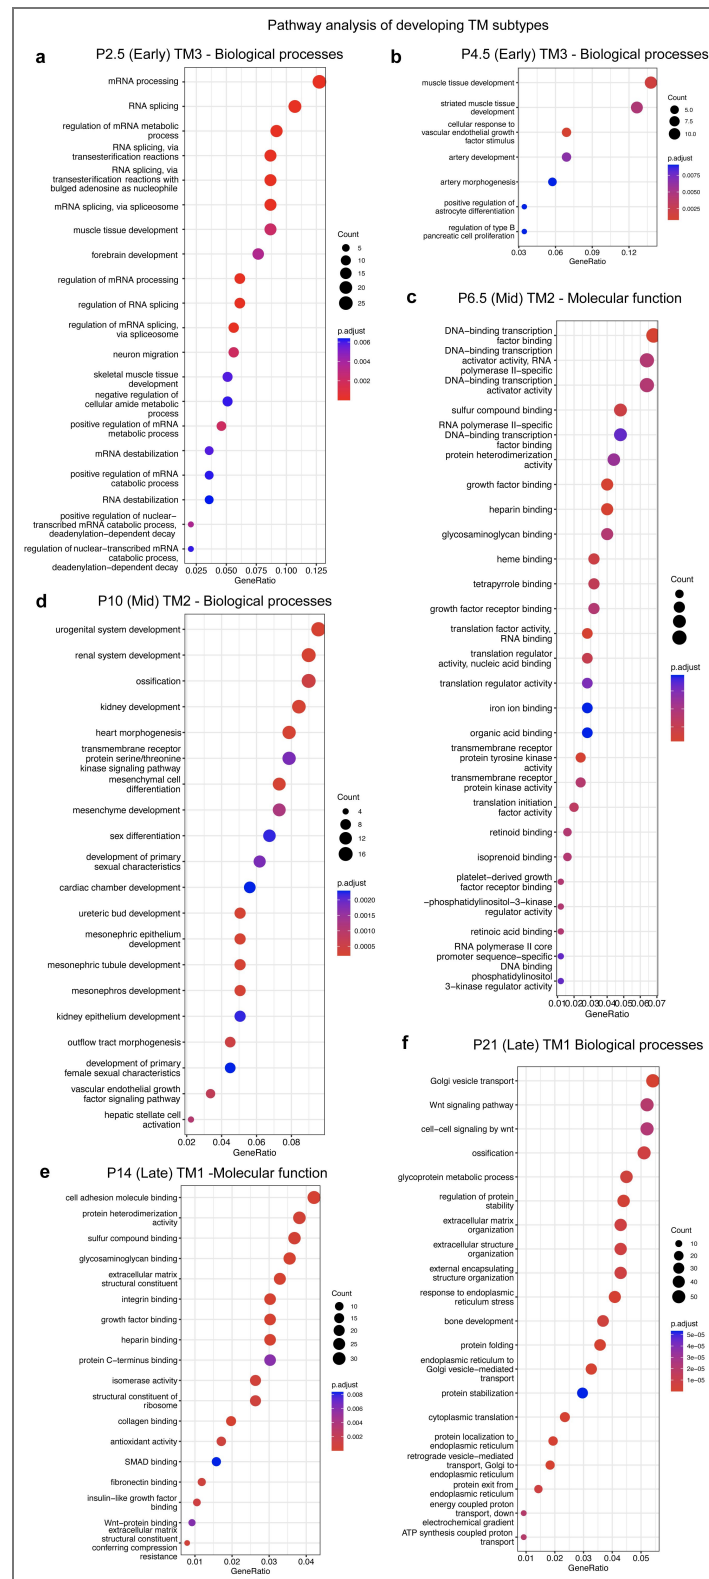 Pathway analysis of developing TM subtypes
a
P2.5 (Early) TM3 - Biological processes
mRNA processing
RNA splicing
regulation of mRNA metabolic
process
RNA splicing, via
transesterification reactions
RNA splicing, via
transesterification reactions with
bulged adenosine as nucleophile
mRNA splicing, via spliceosome
muscle tissue development
forebrain development
regulation of mRNA processing
regulation of RNA splicing
regulation of mRNA splicing,
via spliceosome
neuron migration
skeletal muscle tissue
development
negative regulation of
cellular amide metabolic
process
positive regulation of mRNA
metabolic process
mRNA destabilization
positive regulation of mRNA
catabolic process
RNA destabilization
positive regulation of nuclear−
transcribed mRNA catabolic process,
deadenylation−dependent decay
regulation of nuclear−transcribed mRNA
catabolic process,
deadenylation−dependent decay
0.025 0.050 0.075 0.100 0.125
GeneRatio
Count
5
10
15
20
25
p.adjust
0.006
0.004
0.002
b
P4.5 (Early) TM3 - Biological processes
muscle tissue development
striated muscle tissue
development
cellular response to
vascular endothelial growth
factor stimulus
artery development
artery morphogenesis
positive regulation of
astrocyte differentiation
regulation of type B
pancreatic cell proliferation
0.03 0.06 0.09 0.12
GeneRatio
Count
5.0
7.5
10.0
p.adjust
0.0075
0.0050
0.0025
c
P6.5 (Mid) TM2 - Molecular function
DNA−binding transcription
factor binding
DNA−binding transcription
activator activity, RNA
polymerase II−specific
DNA−binding transcription
activator activity
sulfur compound binding
RNA polymerase II−specific
DNA−binding transcription
factor binding
protein heterodimerization
activity
growth factor binding
heparin binding
glycosaminoglycan binding
heme binding
tetrapyrrole binding
growth factor receptor binding
translation factor activity,
RNA binding
translation regulator
activity, nucleic acid binding
translation regulator activity
iron ion binding
organic acid binding
transmembrane receptor
protein tyrosine kinase
activity
transmembrane receptor
protein kinase activity
translation initiation
factor activity
retinoid binding
isoprenoid binding
platelet−derived growth
factor receptor binding
−phosphatidylinositol−3−kinase
regulator activity
retinoic acid binding
RNA polymerase II core
promoter sequence−specific
DNA binding
phosphatidylinositol
3−kinase regulator activity
0.01 0.02 0.03 0.04 0.05 0.06 0.07
GeneRatio
Count
p.adjust
d
P10 (Mid) TM2 - Biological processes
urogenital system development
renal system development
ossification
kidney development
heart morphogenesis
transmembrane receptor
protein serine/threonine
kinase signaling pathway
mesenchymal cell
differentiation
mesenchyme development
sex differentiation
development of primary
sexual characteristics
cardiac chamber development
ureteric bud development
mesonephric epithelium
development
mesonephric tubule development
mesonephros development
kidney epithelium development
outflow tract morphogenesis
development of primary
female sexual characteristics
vascular endothelial growth
factor signaling pathway
hepatic stellate cell
activation
0.02 0.04 0.06 0.08
GeneRatio
Count
4
8
12
16
p.adjust
0.0020
0.0015
0.0010
0.0005
e
P14 (Late) TM1 -Molecular function
cell adhesion molecule binding
protein heterodimerization
activity
sulfur compound binding
glycosaminoglycan binding
extracellular matrix
structural constituent
integrin binding
growth factor binding
heparin binding
protein C−terminus binding
isomerase activity
structural constituent of
ribosome
collagen binding
antioxidant activity
SMAD binding
fibronectin binding
insulin−like growth factor
binding
Wnt−protein binding
extracellular matrix
structural constituent
conferring compression
resistance
0.01 0.02 0.03 0.04
GeneRatio
Count
10
15
20
25
30
p.adjust
0.008
0.006
0.004
0.002
f
P21 (Late) TM1 Biological processes
Golgi vesicle transport
Wnt signaling pathway
cell−cell signaling by wnt
ossification
glycoprotein metabolic process
regulation of protein
stability
extracellular matrix
organization
extracellular structure
organization
external encapsulating
structure organization
response to endoplasmic
reticulum stress
bone development
protein folding
endoplasmic reticulum to
Golgi vesicle−mediated
transport
protein stabilization
cytoplasmic translation
protein localization to
endoplasmic reticulum
retrograde vesicle−mediated
transport, Golgi to
endoplasmic reticulum
protein exit from
endoplasmic reticulum
energy coupled proton
transport, down
electrochemical gradient
ATP synthesis coupled proton
transport
0.01 0.02 0.03 0.04 0.05
GeneRatio
Count
10
20
30
40
50
p.adjust
5e−05
4e−05
3e−05
2e−05
1e−05